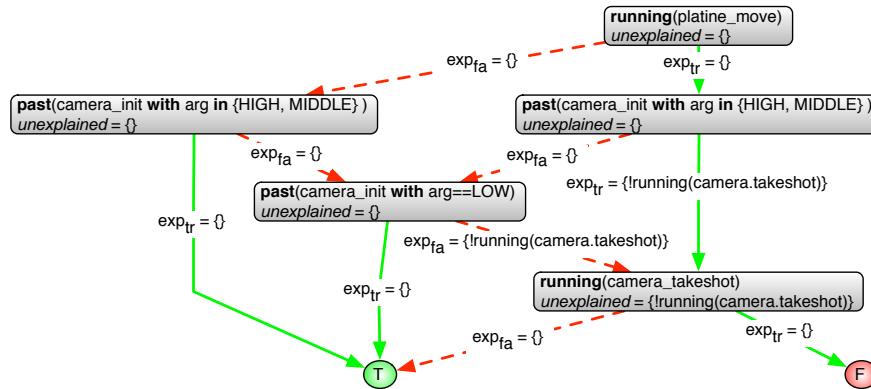 running(platine_move)
unexplained = {}
exp_fa = {}
exp_tr = {}
past(camera_init with arg in {HIGH, MIDDLE} )
unexplained = {}
past(camera_init with arg in {HIGH, MIDDLE} )
unexplained = {}
exp_fa = {}
exp_fa = {}
exp_tr = {!running(camera.takeshot)}
past(camera_init with arg==LOW)
unexplained = {}
exp_tr = {}
exp_fa = {!running(camera.takeshot)}
exp_tr = {}
running(camera_takeshot)
unexplained = {!running(camera.takeshot)}
exp_fa = {}
exp_tr = {}
T
F